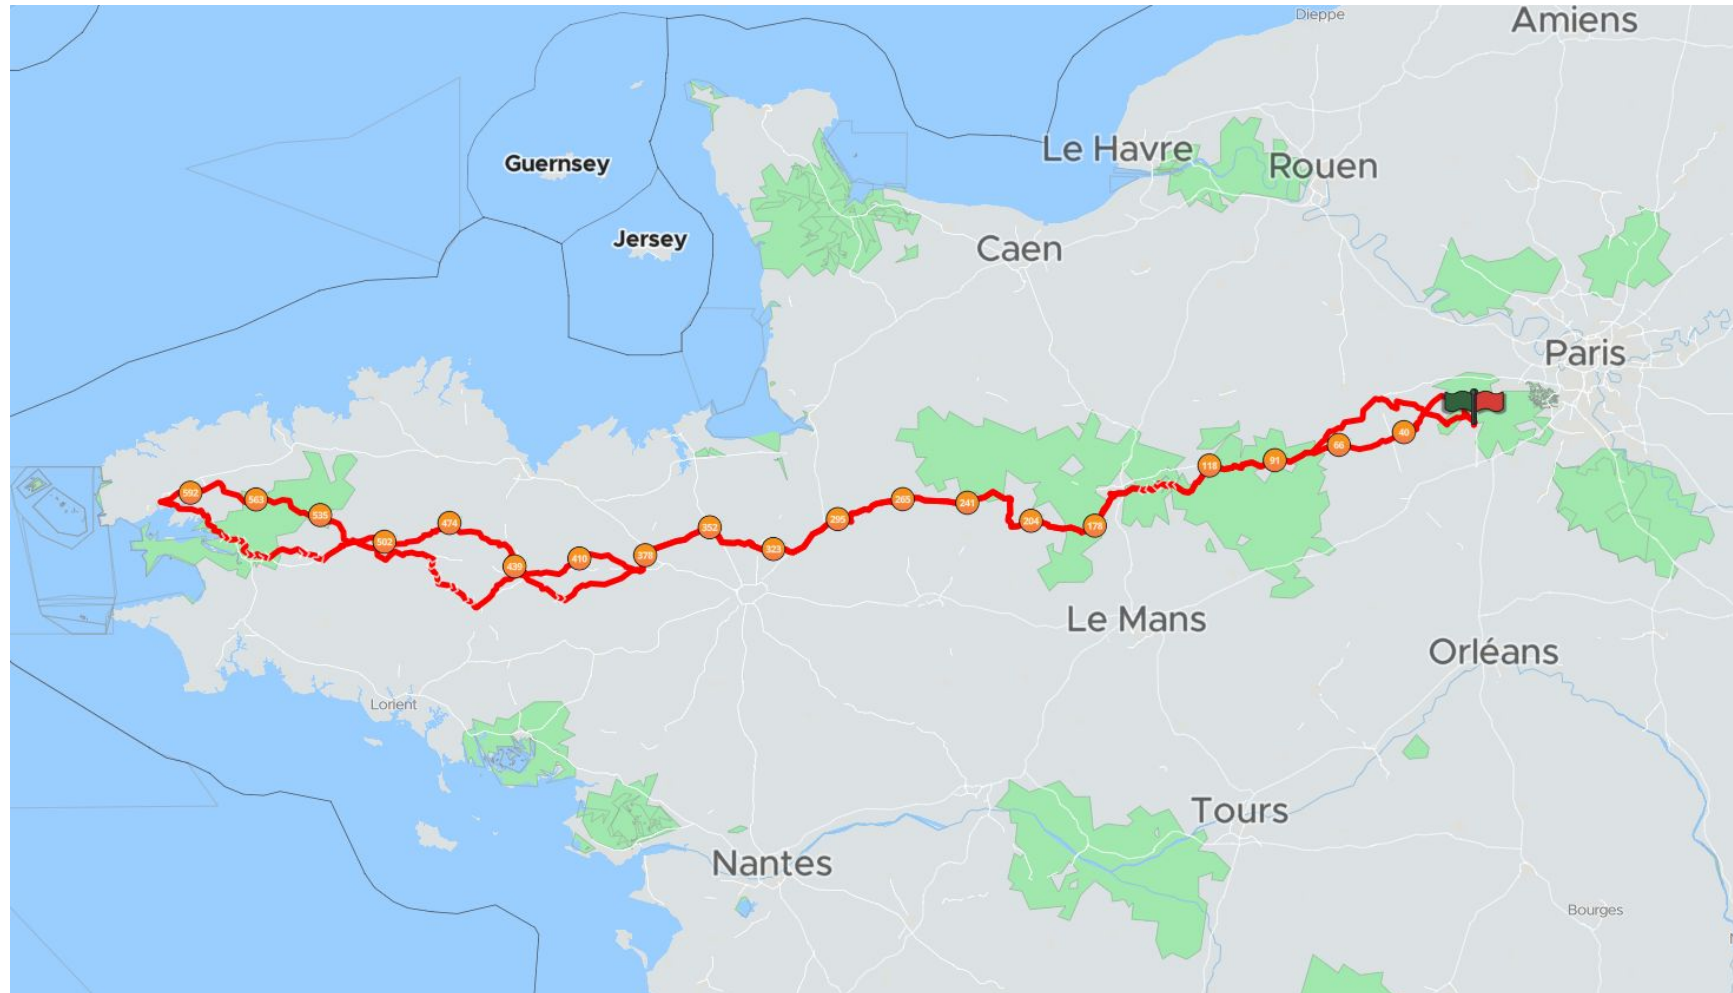 Dieppe
Amiens
Le Havre
Rouen
Guernsey
Jersey
Caen
Paris
40
66
91
118
592
563
535
502
474
439
410
378
352
323
295
265
241
204
178
Le Mans
Orléans
Lorient
Tours
Nantes
Bourges